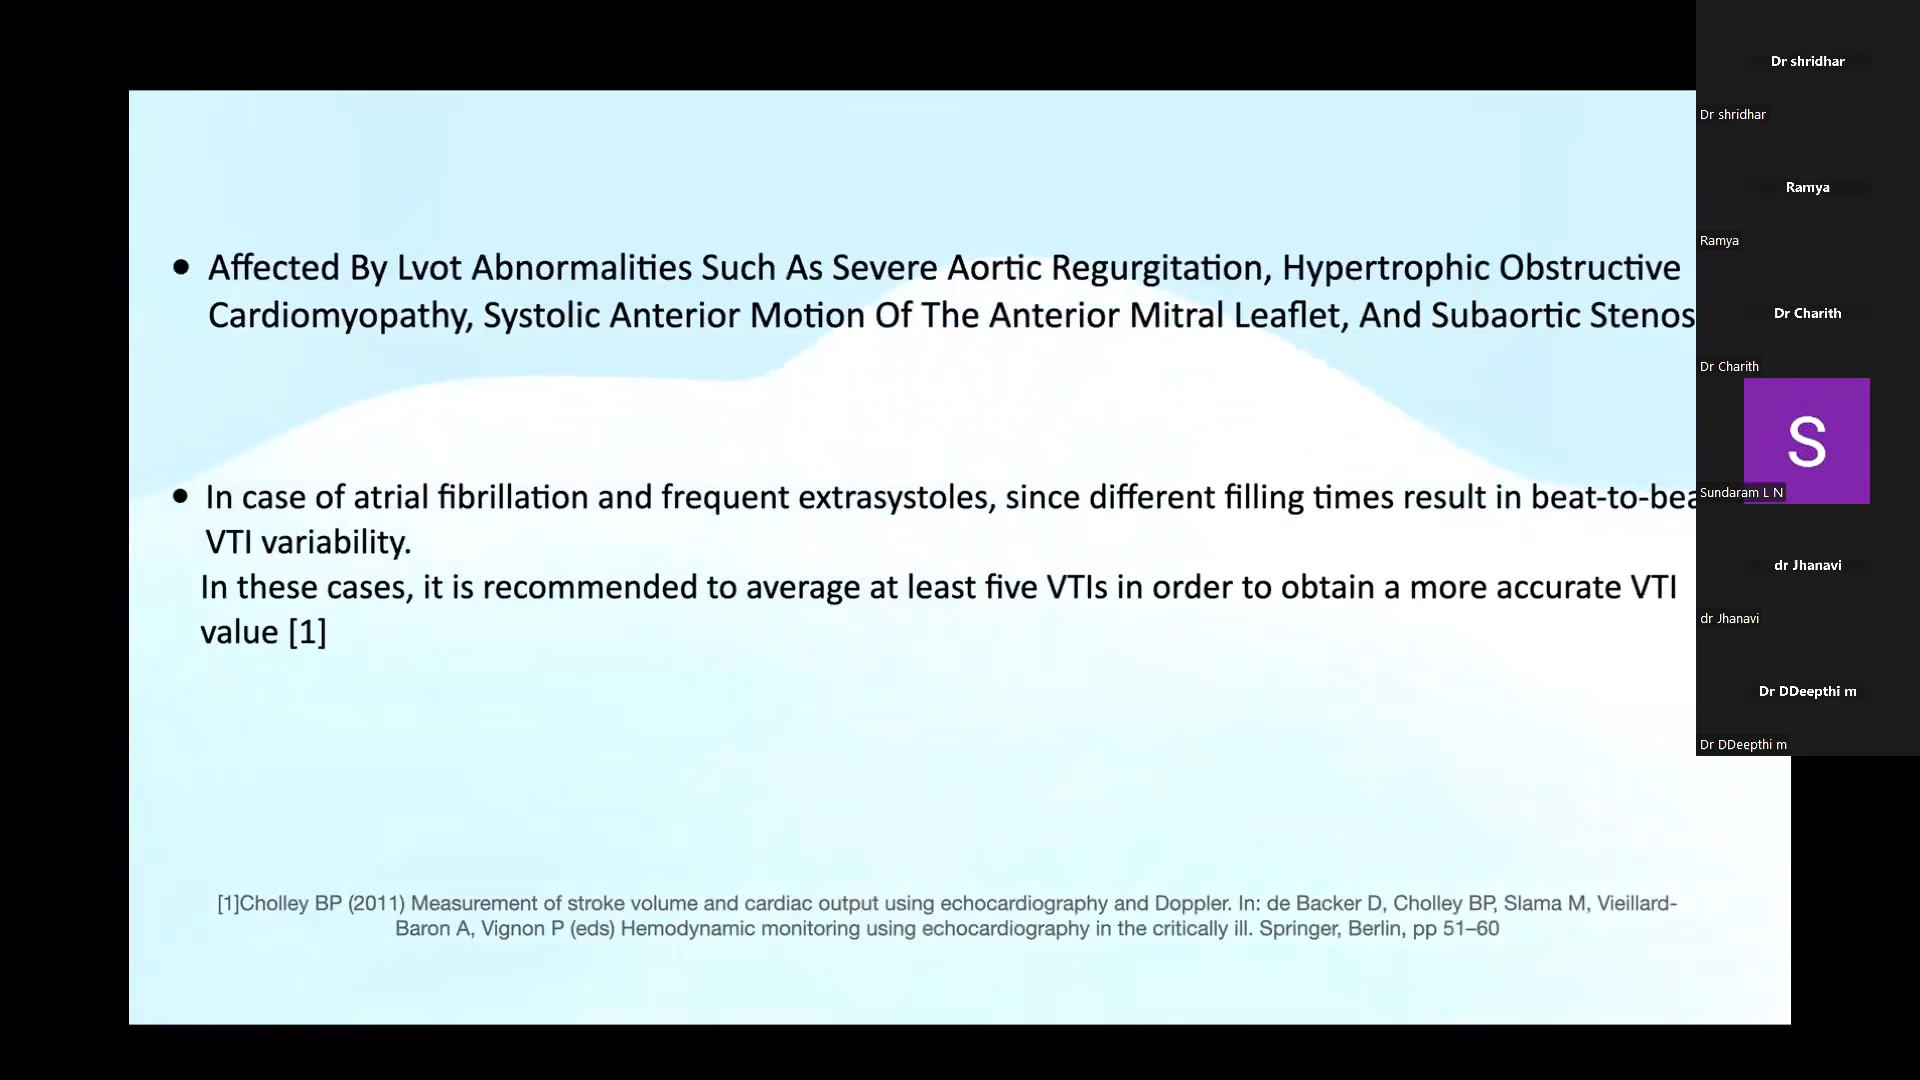 • Affected By Lvot Abnormalities Such As Severe Aortic Regurgitation, Hypertrophic Obstructive
Cardiomyopathy, Systolic Anterior Motion Of The Anterior Mitral Leaflet, And Subaortic Stenos
• In case of atrial fibrillation and frequent extrasystoles, since different filling times result in beat-to-bea
VTI variability.
In these cases, it is recommended to average at least five VTIs in order to obtain a more accurate VTI
value [1]
[1]Cholley BP (2011) Measurement of stroke volume and cardiac output using echocardiography and Doppler. In: de Backer D, Cholley BP, Slama M, Vieillard-
Baron A, Vignon P (eds) Hemodynamic monitoring using echocardiography in the critically ill. Springer, Berlin, pp 51–60
Dr shridhar
Dr shridhar
Ramya
Ramya
Dr Charith
Dr Charith
S
Sundaram L N
dr Jhanavi
dr Jhanavi
Dr DDeepthi m
Dr DDeepthi m